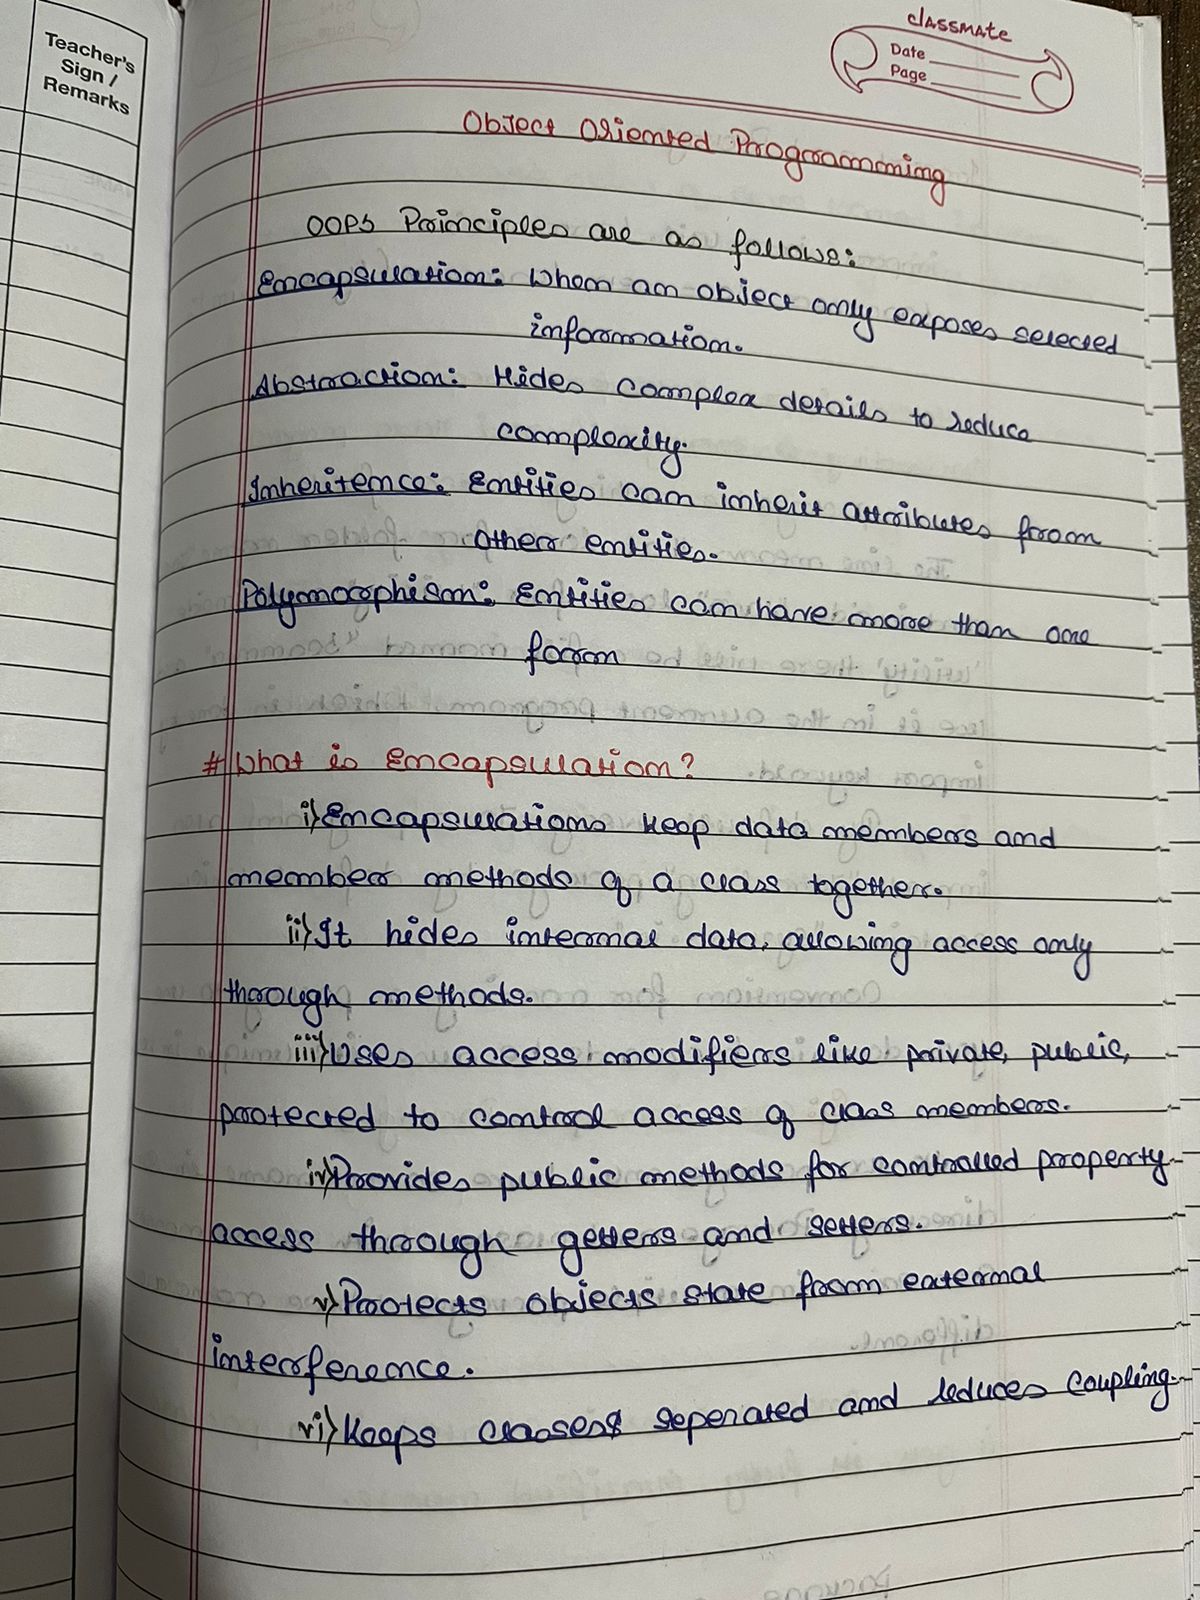 Teacher's
Sign /
Remarks
classmate
Date
Page
Object Oriented Programming
OOPS Principles are as follows:
Encapsulation: When an object only exposes selected
information.
Abstraction: Hides complex details to reduce
complexity.
Inheritence: Entities can inherit attributes from
other entities.
Polymorphism: Entities can have more than one
form
# What is Encapsulation?
i) Encapsulations keep data members and
member methods of a class together.
ii) It hides internal data, allowing access only
through methods.
iii) Uses access modifiers like private, public,
protected to control access of class members.
iv) Provides public methods for controlled property
access through getters and setters.
v) Protects objects state from external
interference.
vi) Keeps classes seperated and reduces coupling.